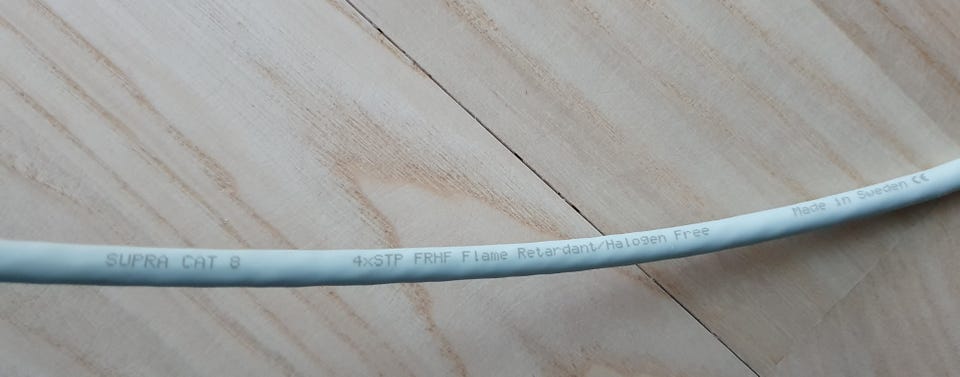 SUPRA CAT 8 4xSTP FRHF Flame Retardant/Halogen Free Made in Sweden CE